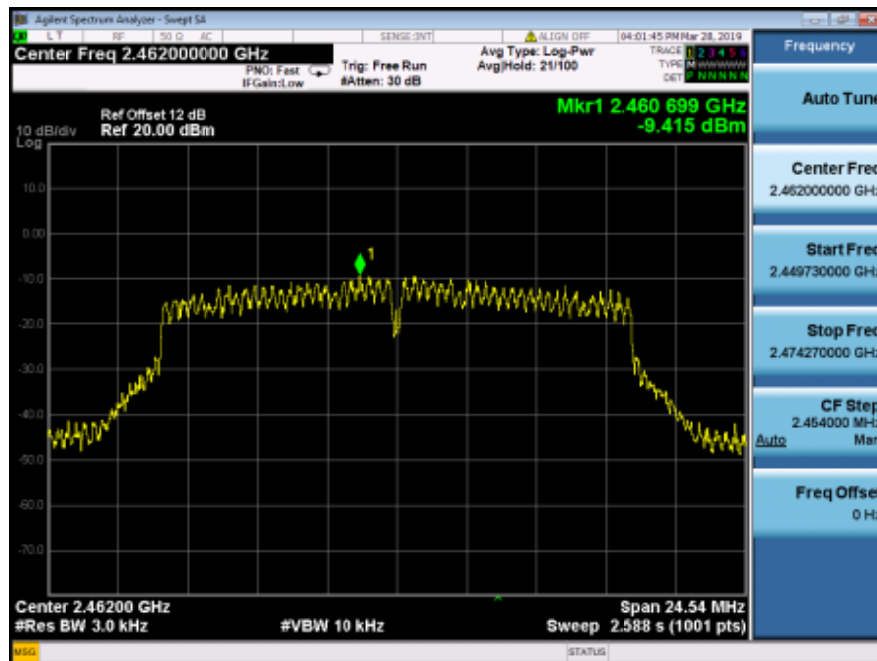 Agilent Spectrum Analyzer - Swept SA
LT RF 50 Ω AC SENSE:INT ALIGN OFF 04:01:45 PM Mar 28, 2019
Center Freq 2.462000000 GHz
PNO: Fast
IFGain:Low
Trig: Free Run
#Atten: 30 dB
Avg Type: Log-Pwr
Avg|Hold: 21/100
TRACE 1 2 3 4 5 6
TYPE M WWWWW
DET P N N N N N
Frequency
Ref Offset 12 dB
10 dB/div Ref 20.00 dBm
Log
Mkr1 2.460 699 GHz
-9.415 dBm
10.0
0.00
-10.0
-20.0
-30.0
-40.0
-50.0
-60.0
-70.0
1
Auto Tune
Center Freq
2.462000000 GHz
Start Freq
2.449730000 GHz
Stop Freq
2.474270000 GHz
CF Step
2.454000 MHz
Auto Man
Freq Offset
0 Hz
Center 2.46200 GHz Span 24.54 MHz
#Res BW 3.0 kHz #VBW 10 kHz Sweep 2.588 s (1001 pts)
MSG STATUS